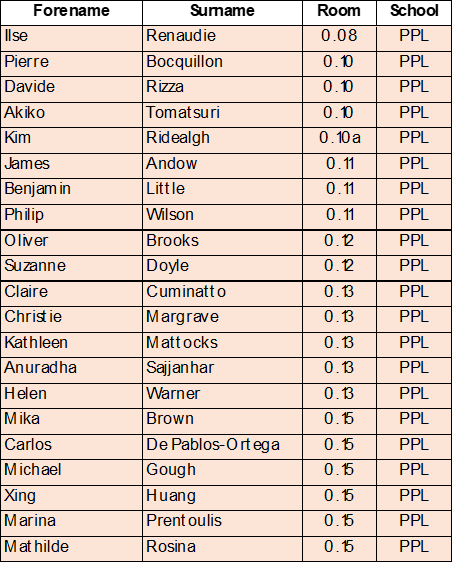 Forename Surname Room School
Ilse Renaudie 0.08 PPL
Pierre Bocquillon 0.10 PPL
Davide Rizza 0.10 PPL
Akiko Tomatsuri 0.10 PPL
Kim Ridealgh 0.10a PPL
James Andow 0.11 PPL
Benjamin Little 0.11 PPL
Philip Wilson 0.11 PPL
Oliver Brooks 0.12 PPL
Suzanne Doyle 0.12 PPL
Claire Cuminatto 0.13 PPL
Christie Margrave 0.13 PPL
Kathleen Mattocks 0.13 PPL
Anuradha Sajjanhar 0.13 PPL
Helen Warner 0.13 PPL
Mika Brown 0.15 PPL
Carlos De Pablos-Ortega 0.15 PPL
Michael Gough 0.15 PPL
Xing Huang 0.15 PPL
Marina Prentoulis 0.15 PPL
Mathilde Rosina 0.15 PPL